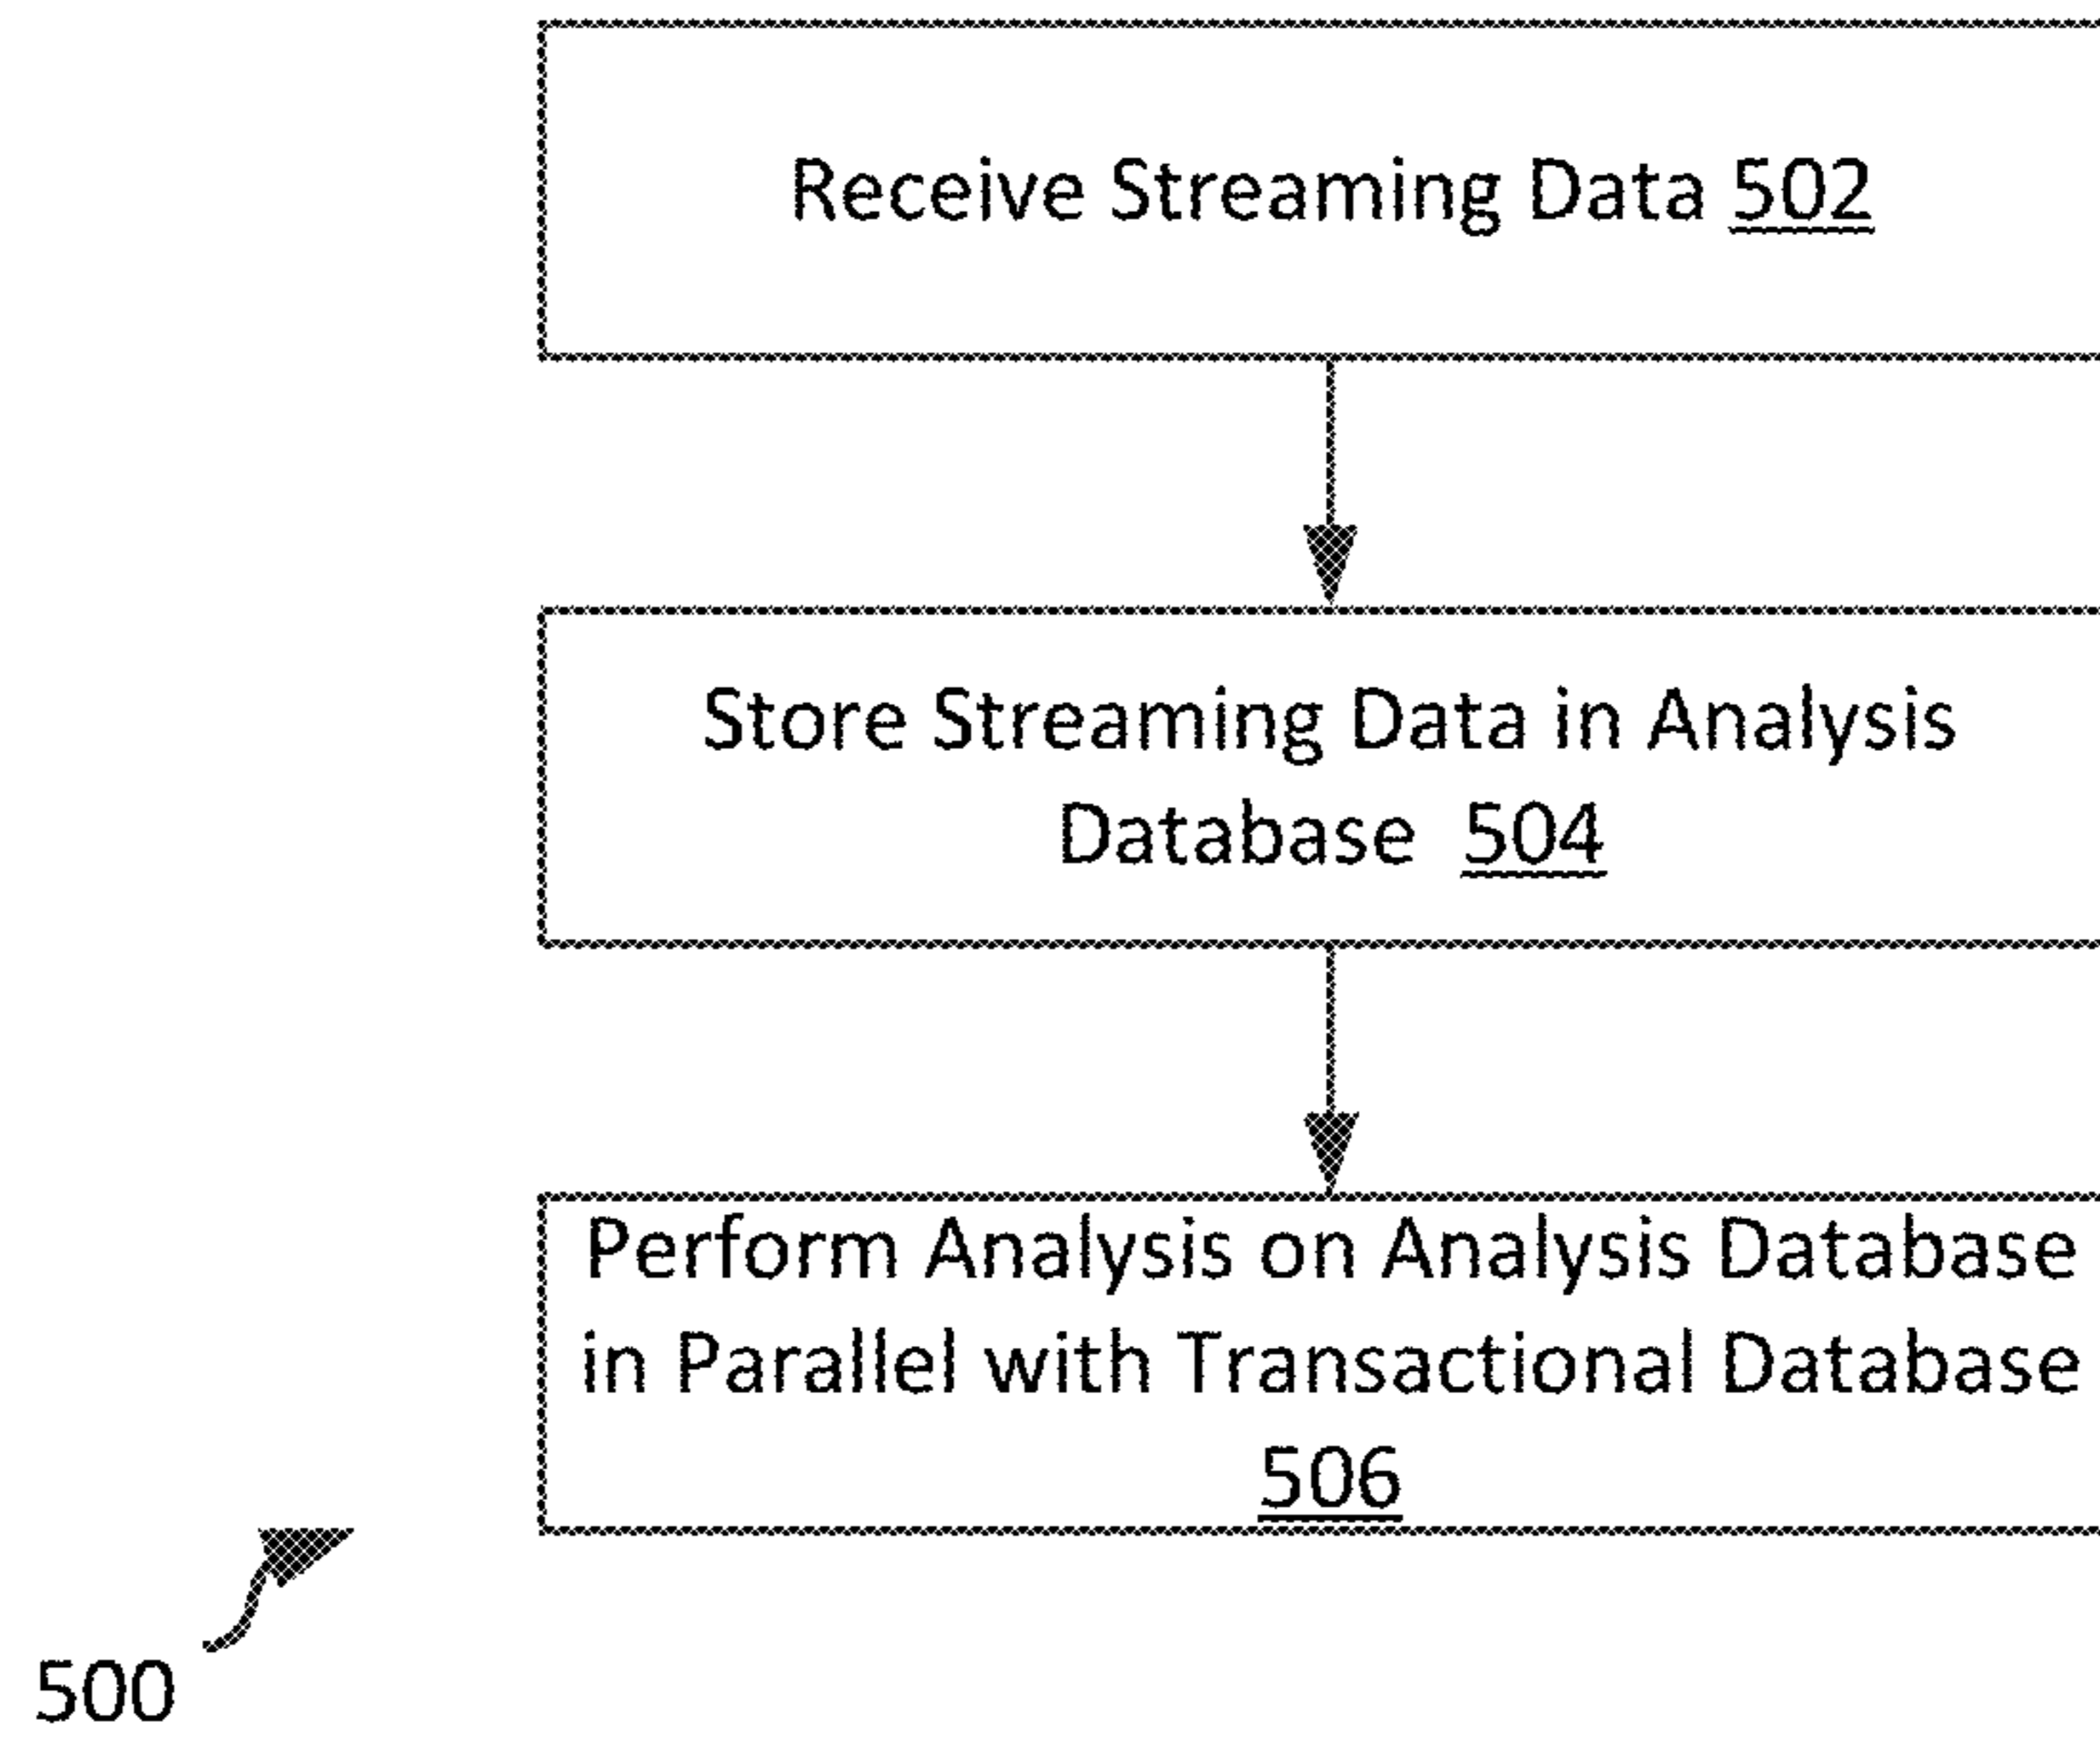 Receive Streaming Data 502
Store Streaming Data in Analysis
Database 504
Perform Analysis on Analysis Database
in Parallel with Transactional Database
506
500